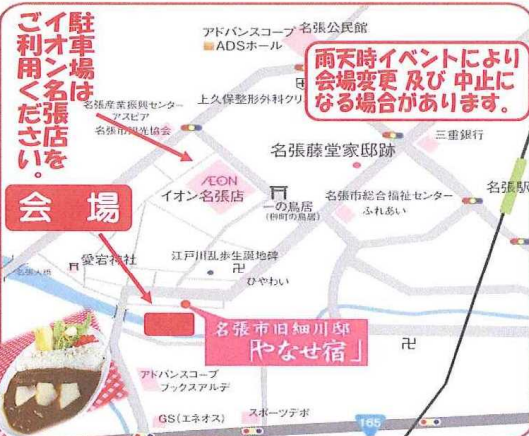 駐車場は
イオン名張店を
ご利用ください。
アドバンスコープ
ADSホール
名張公民館
雨天時イベントにより
会場変更 及び 中止に
なる場合があります。
上久保整形外科クリ
名張産業振興センター
アスピア
名張市観光協会
三重銀行
名張藤堂家邸跡
AEON
イオン名張店
一の鳥居
(柳町の鳥居)
名張市総合福祉センター
ふれあい
名張駅
会場
愛宕神社
江戸川乱歩生誕地碑
卍
ひやわい
名張市旧細川邸
「やなせ宿」
卍
アドバンスコープ
ブックスアルデ
GS(エネオス)
スポーツデポ
165